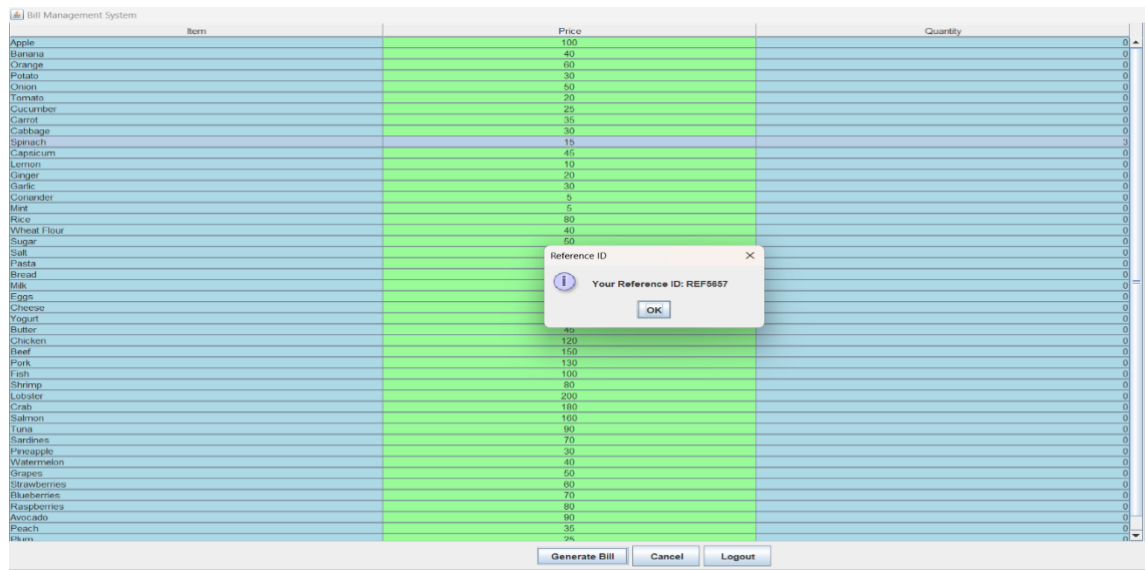 Bill Management System
Item Price Quantity
Apple 100 0
Banana 40 0
Orange 60 0
Potato 30 0
Onion 50 0
Tomato 20 0
Cucumber 25 0
Carrot 35 0
Cabbage 30 0
Spinach 15 3
Capsicum 45 0
Lemon 10 0
Ginger 20 0
Garlic 30 0
Coriander 5 0
Mint 5 0
Rice 80 0
Wheat Flour 40 0
Sugar 50 0
Salt 0
Pasta 0
Bread 0
Milk 0
Eggs 0
Cheese 0
Yogurt 0
Butter 45 0
Chicken 120 0
Beef 150 0
Pork 130 0
Fish 100 0
Shrimp 80 0
Lobster 200 0
Crab 180 0
Salmon 160 0
Tuna 90 0
Sardines 70 0
Pineapple 30 0
Watermelon 40 0
Grapes 50 0
Strawberries 60 0
Blueberries 70 0
Raspberries 80 0
Avocado 90 0
Peach 35 0
Plum 25 0
Reference ID
Your Reference ID: REF5657
OK
Generate Bill Cancel Logout